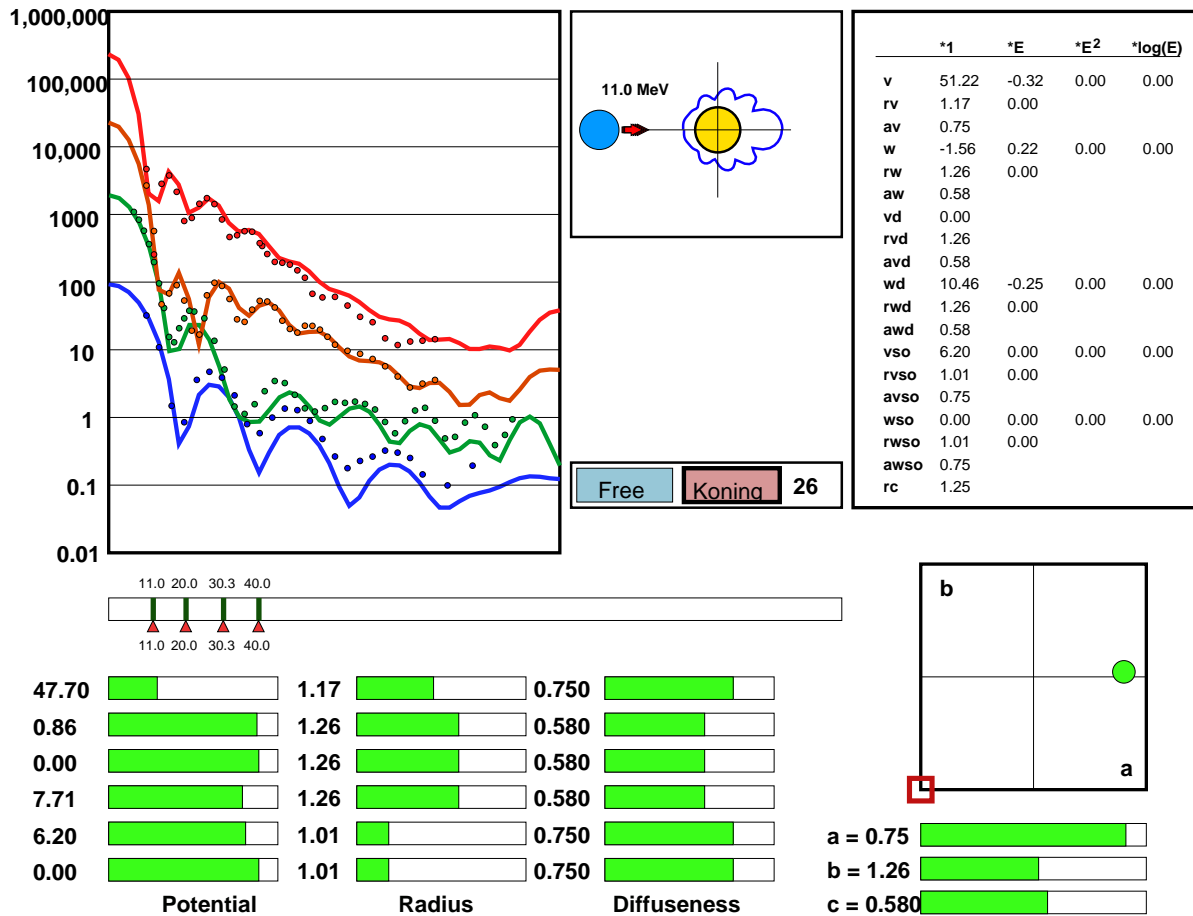 1,000,000
100,000
10,000
1000
100
10
1
0.1
0.01
11.0 MeV
Free Koning 26
*1 *E *E2 *log(E)
v 51.22 -0.32 0.00 0.00
rv 1.17 0.00
av 0.75
w -1.56 0.22 0.00 0.00
rw 1.26 0.00
aw 0.58
vd 0.00
rvd 1.26
avd 0.58
wd 10.46 -0.25 0.00 0.00
rwd 1.26 0.00
awd 0.58
vso 6.20 0.00 0.00 0.00
rvso 1.01 0.00
avso 0.75
wso 0.00 0.00 0.00 0.00
rwso 1.01 0.00
awso 0.75
rc 1.25
11.0 20.0 30.3 40.0
11.0 20.0 30.3 40.0
47.70 1.17 0.750
0.86 1.26 0.580
0.00 1.26 0.580
7.71 1.26 0.580
6.20 1.01 0.750
0.00 1.01 0.750
Potential Radius Diffuseness
b
a
a = 0.75
b = 1.26
c = 0.580